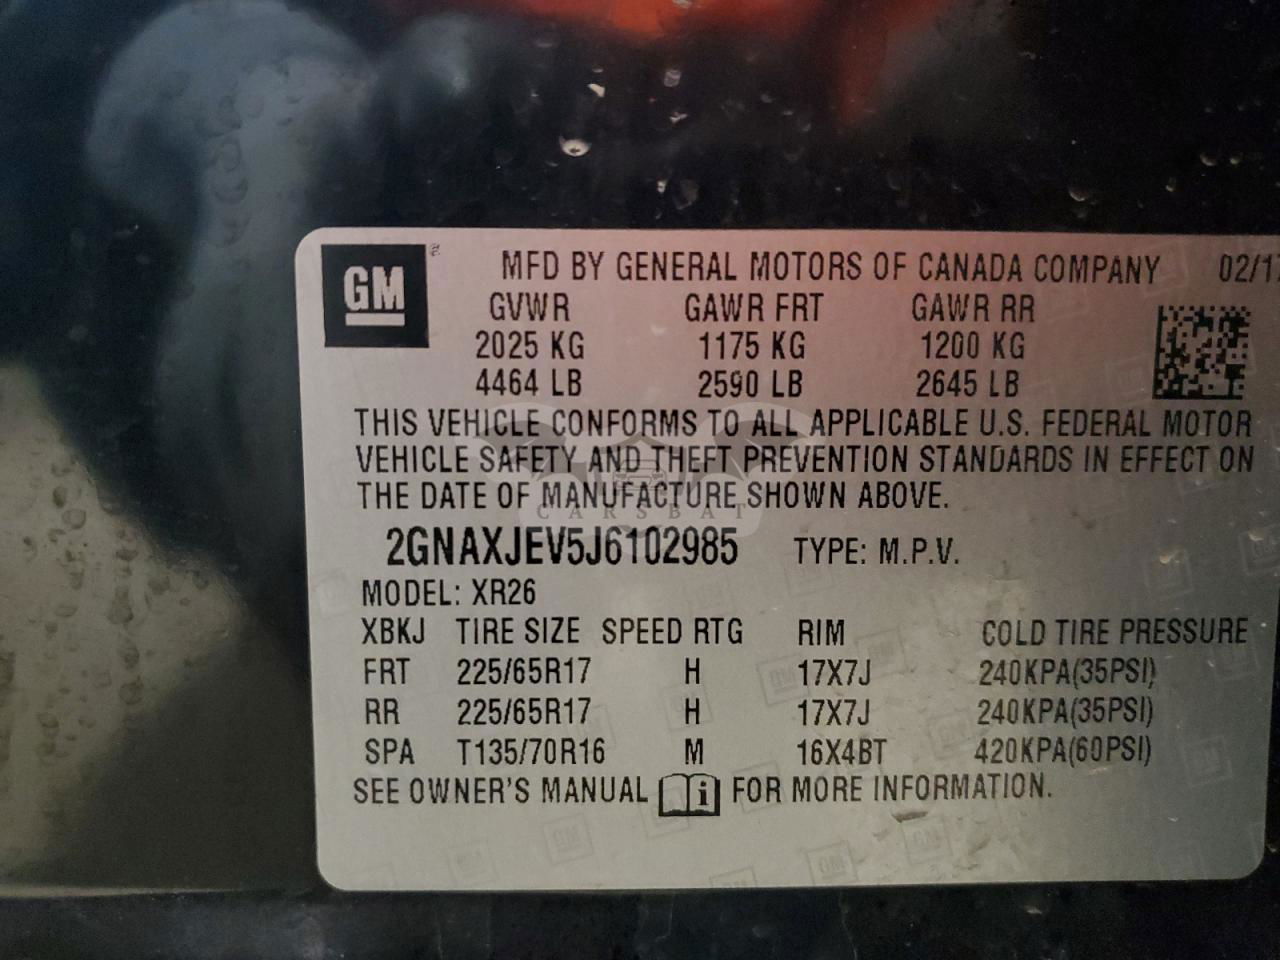 GM
MFD BY GENERAL MOTORS OF CANADA COMPANY 02/17
GVWR GAWR FRT GAWR RR
2025 KG 1175 KG 1200 KG
4464 LB 2590 LB 2645 LB
THIS VEHICLE CONFORMS TO ALL APPLICABLE U.S. FEDERAL MOTOR
VEHICLE SAFETY AND THEFT PREVENTION STANDARDS IN EFFECT ON
THE DATE OF MANUFACTURE SHOWN ABOVE.
CARSBAT
2GNAXJEV5J6102985 TYPE: M.P.V.
MODEL: XR26
XBKJ TIRE SIZE SPEED RTG RIM COLD TIRE PRESSURE
FRT 225/65R17 H 17X7J 240KPA(35PSI)
RR 225/65R17 H 17X7J 240KPA(35PSI)
SPA T135/70R16 M 16X4BT 420KPA(60PSI)
SEE OWNER'S MANUAL i FOR MORE INFORMATION.